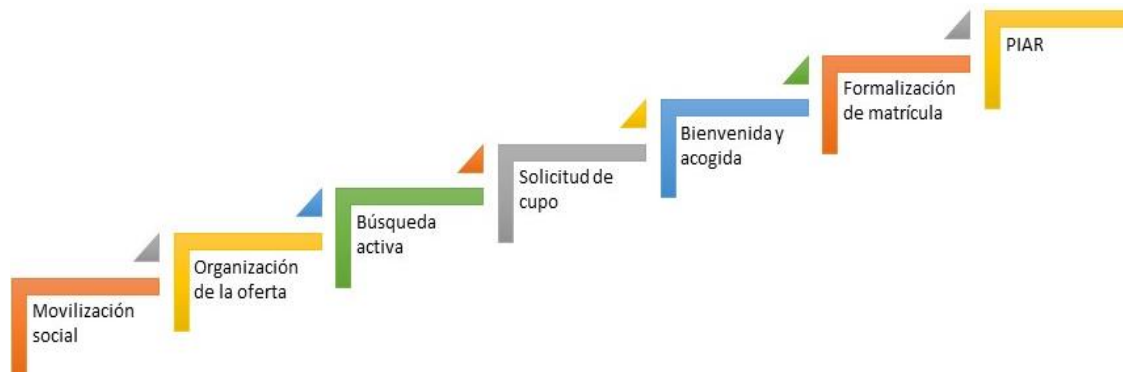 Movilización
social
Organización
de la oferta
Búsqueda
activa
Solicitud de
cupo
Bienvenida y
acogida
Formalización
de matrícula
PIAR